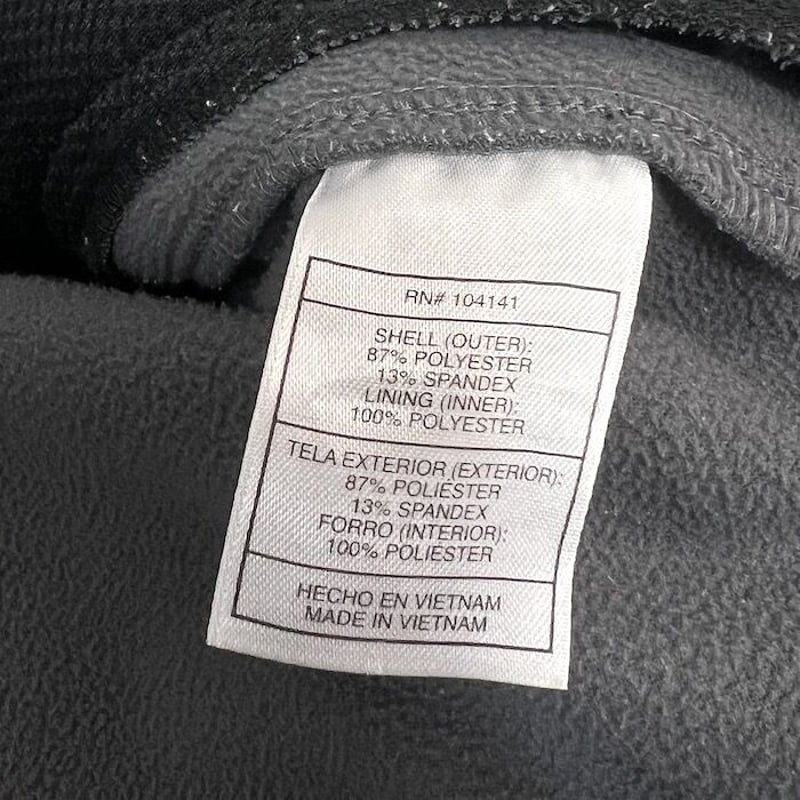 RN# 104141
SHELL (OUTER):
87% POLYESTER
13% SPANDEX
LINING (INNER):
100% POLYESTER
TELA EXTERIOR (EXTERIOR):
87% POLIESTER
13% SPANDEX
FORRO (INTERIOR):
100% POLIESTER
HECHO EN VIETNAM
MADE IN VIETNAM